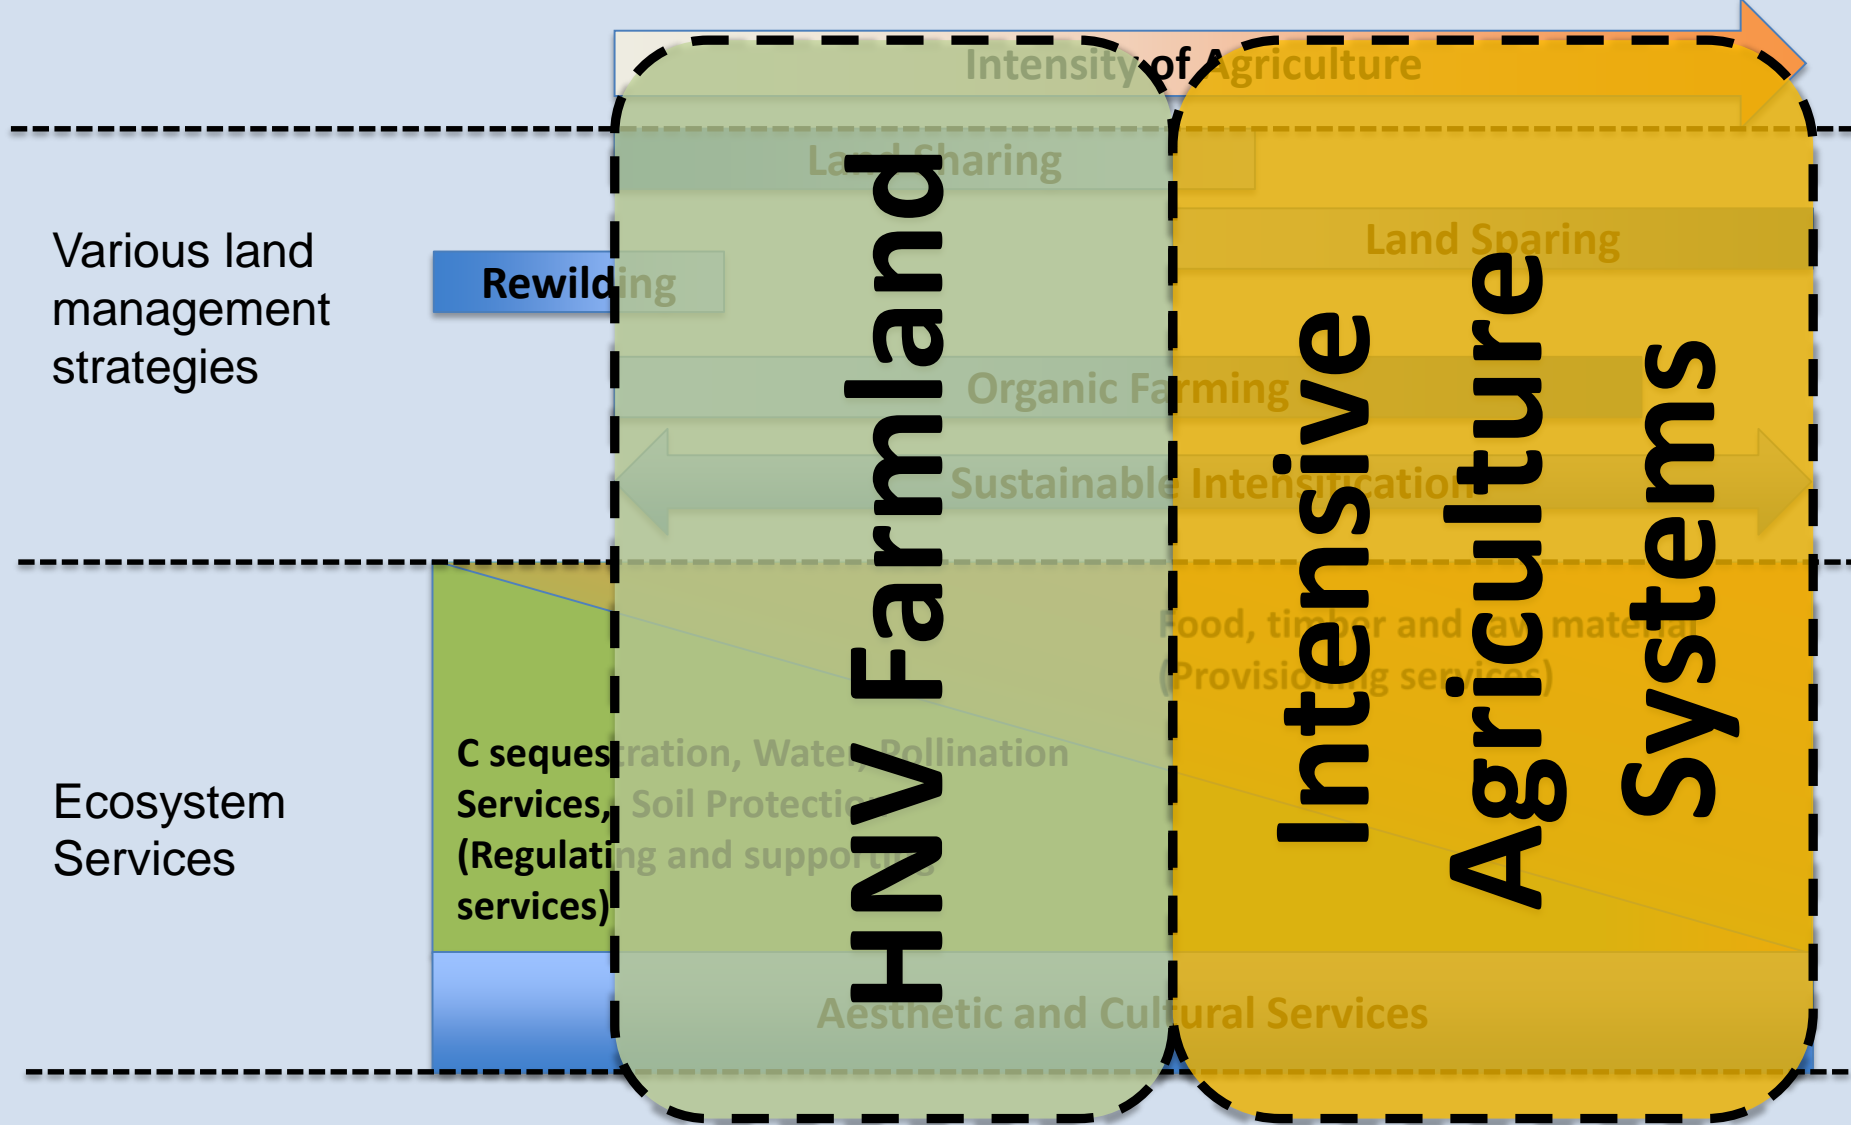 Intensity of Agriculture
Land Sharing
Land Sparing
Various land
management
strategies
Rewilding
Organic Farming
Sustainable Intensification
HNV Farmland
Intensive
Agriculture
Systems
Food, timber and raw material
(Provisioning services)
C sequestration, Water, Pollination
Services, Soil Protection
(Regulating and supporting
services)
Ecosystem
Services
Aesthetic and Cultural Services